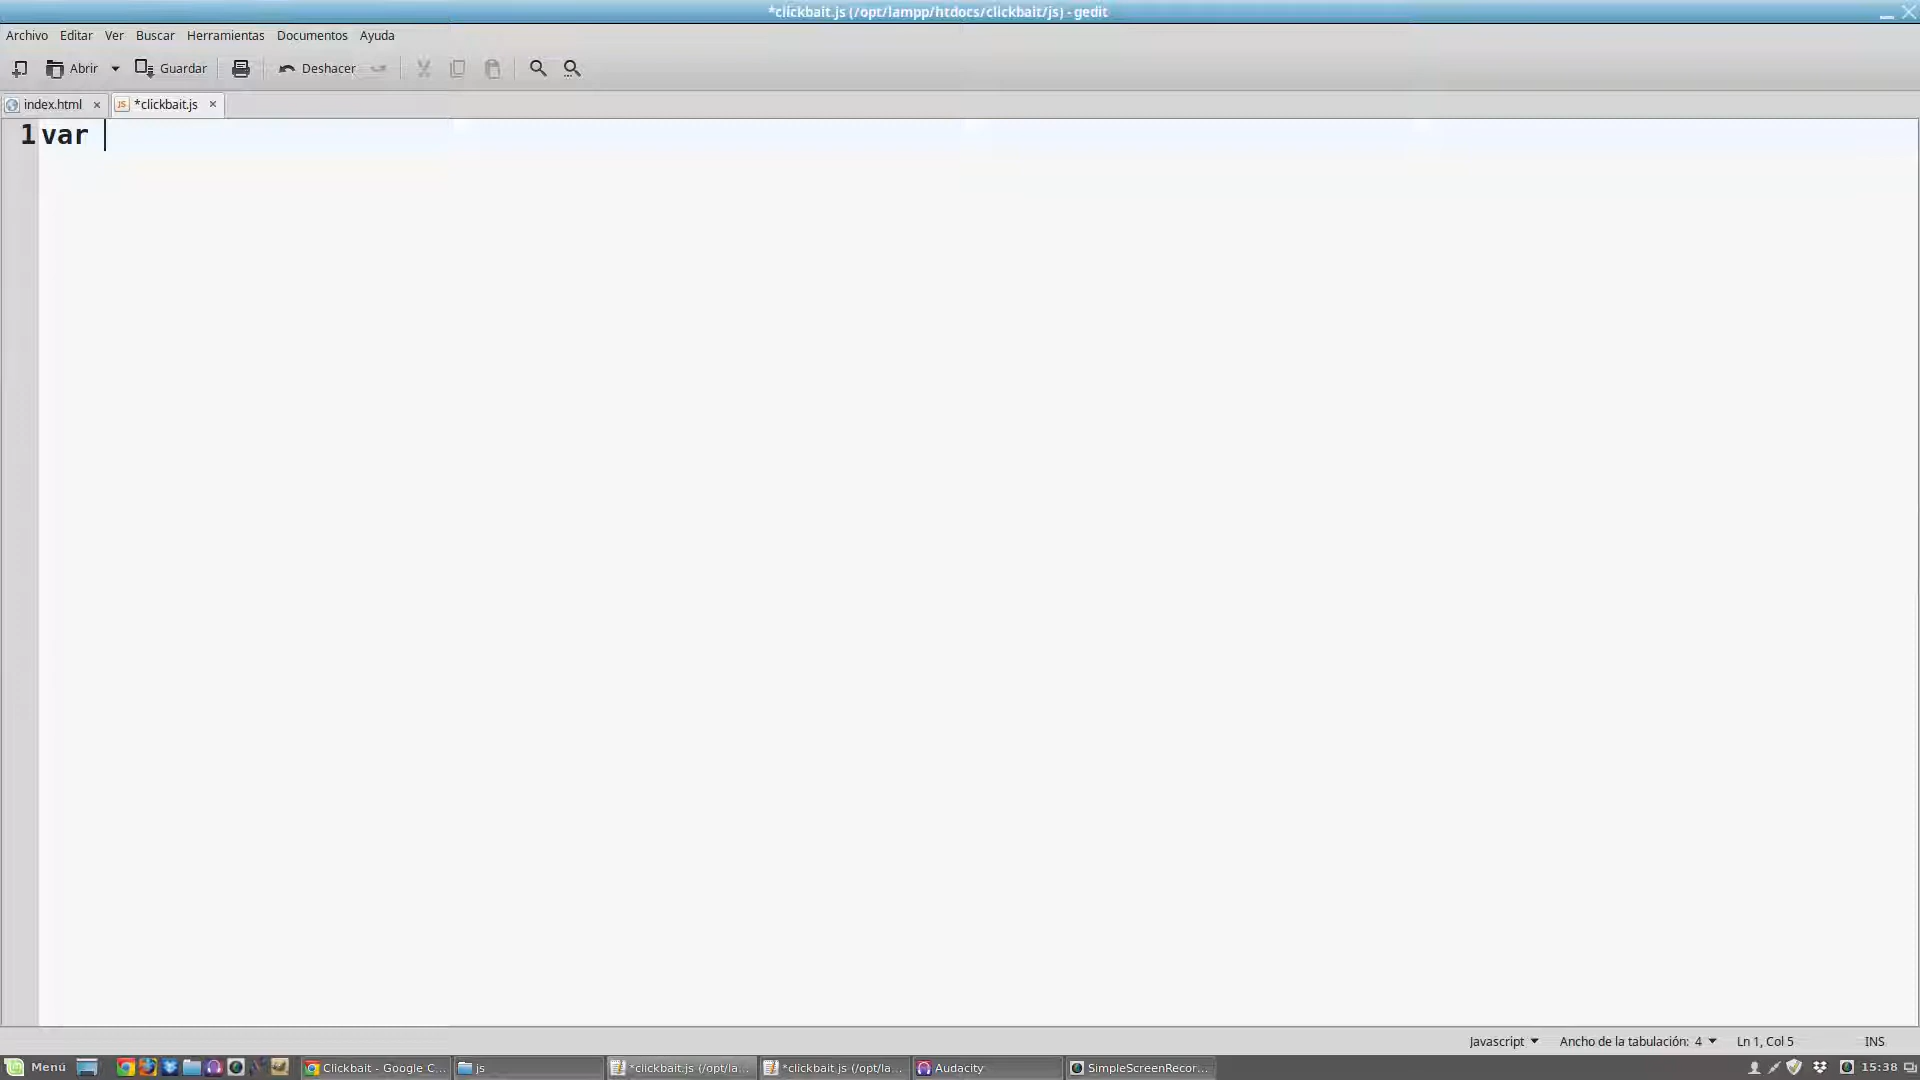 *clickbait.js (/opt/lampp/htdocs/clickbait/js) - gedit
Archivo Editar Ver Buscar Herramientas Documentos Ayuda
Abrir Guardar Deshacer
index.html *clickbait.js
1 var
Javascript Ancho de la tabulación: 4 Ln 1, Col 5 INS
Menú Clickbait - Google C... js *clickbait.js (/opt/la... *clickbait.js (/opt/la... Audacity SimpleScreenRecor... 15:38